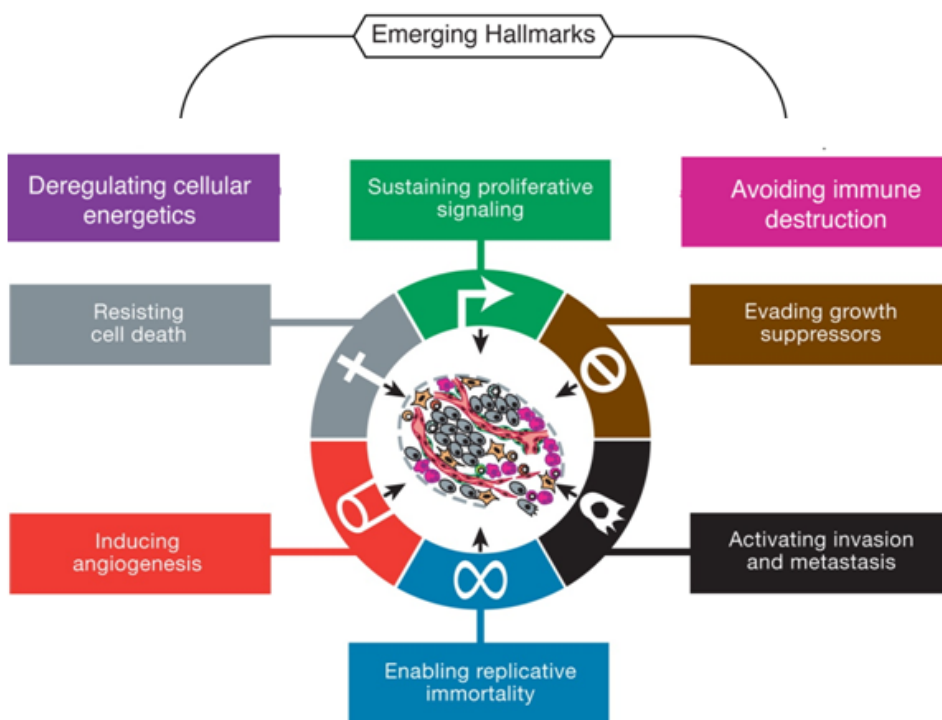 Emerging Hallmarks
Deregulating cellular
energetics
Sustaining proliferative
signaling
Avoiding immune
destruction
Resisting
cell death
Evading growth
suppressors
Inducing
angiogenesis
Activating invasion
and metastasis
Enabling replicative
immortality